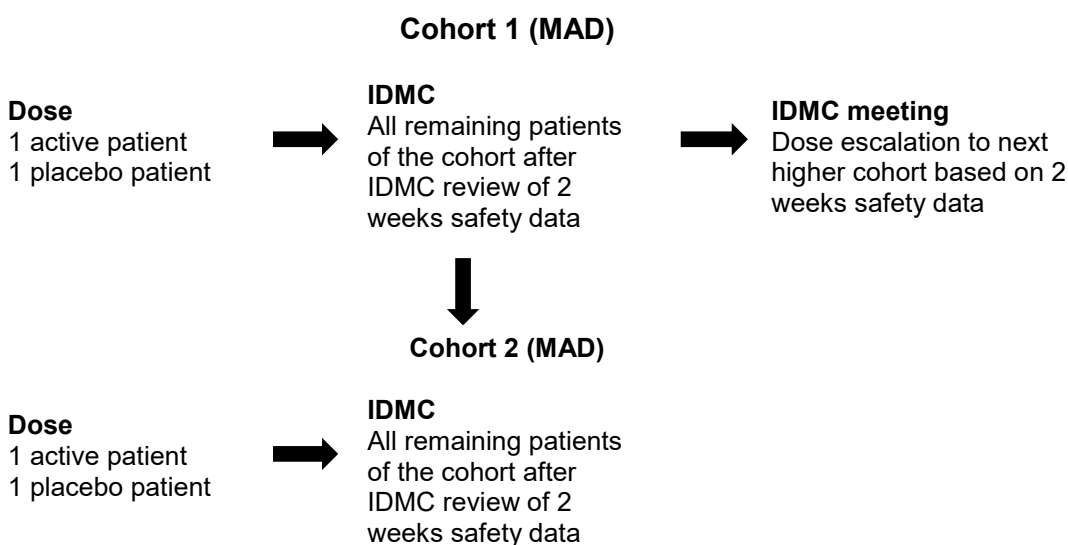 Cohort 1 (MAD)
Dose
1 active patient
1 placebo patient
IDMC
All remaining patients
of the cohort after
IDMC review of 2
weeks safety data
IDMC meeting
Dose escalation to next
higher cohort based on 2
weeks safety data
Cohort 2 (MAD)
Dose
1 active patient
1 placebo patient
IDMC
All remaining patients
of the cohort after
IDMC review of 2
weeks safety data